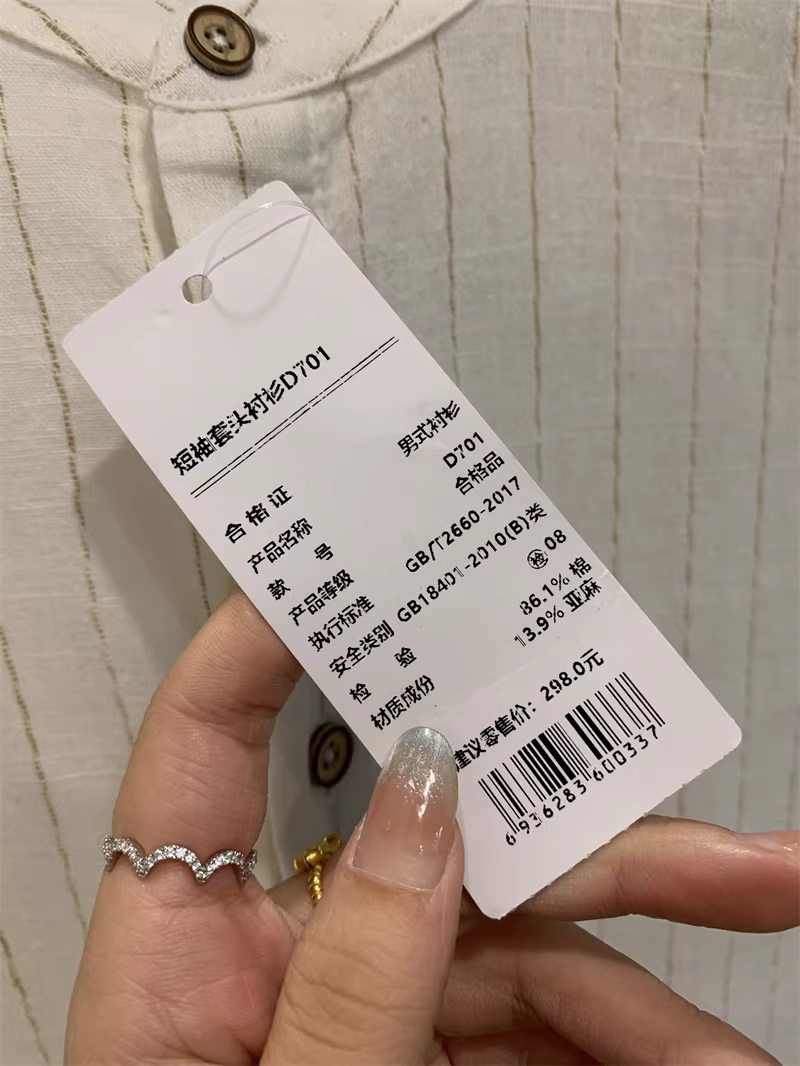 短袖套头衬衫D701
合格证
产品名称 男式衬衫
款号 D701
产品等级 合格品
执行标准 GB/T2660-2017
安全类别 GB18401-2010(B)类
检验 检08
材质成份 86.1% 棉
13.9% 亚麻
建议零售价：298.0元
6936283600337